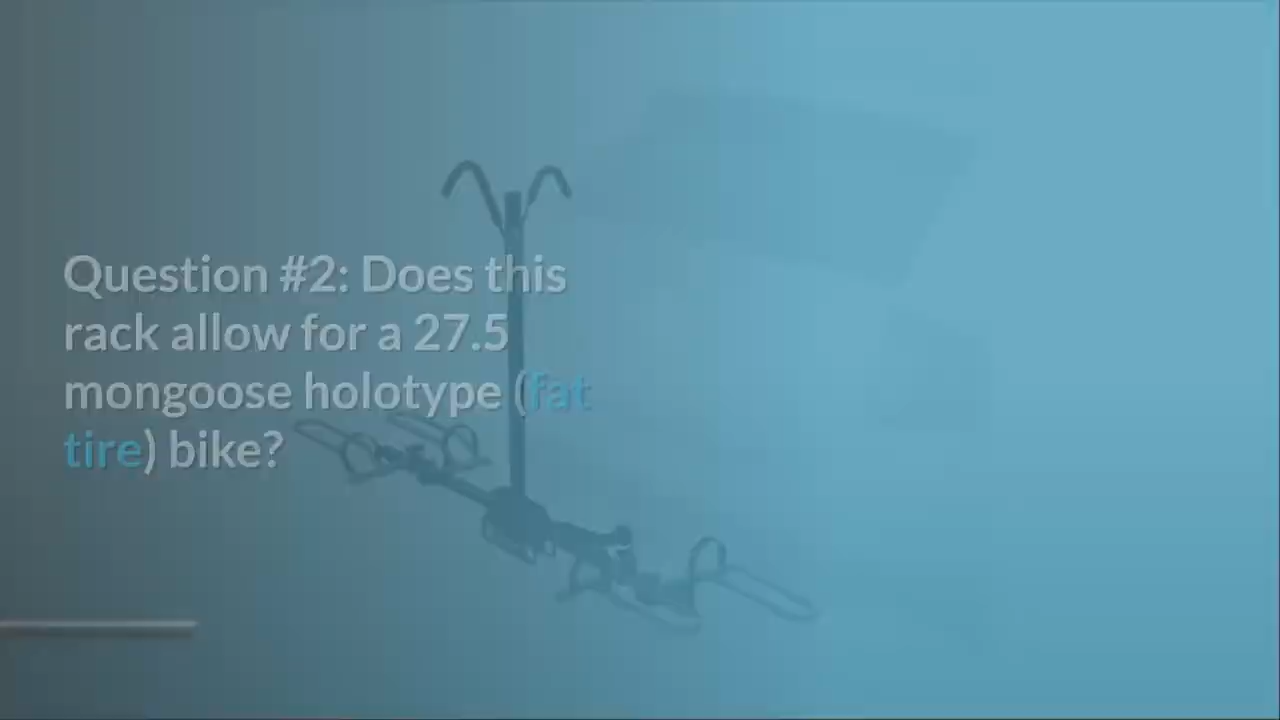 Question #2: Does this
rack allow for a 27.5
mongoose holotype (fat
tire) bike?